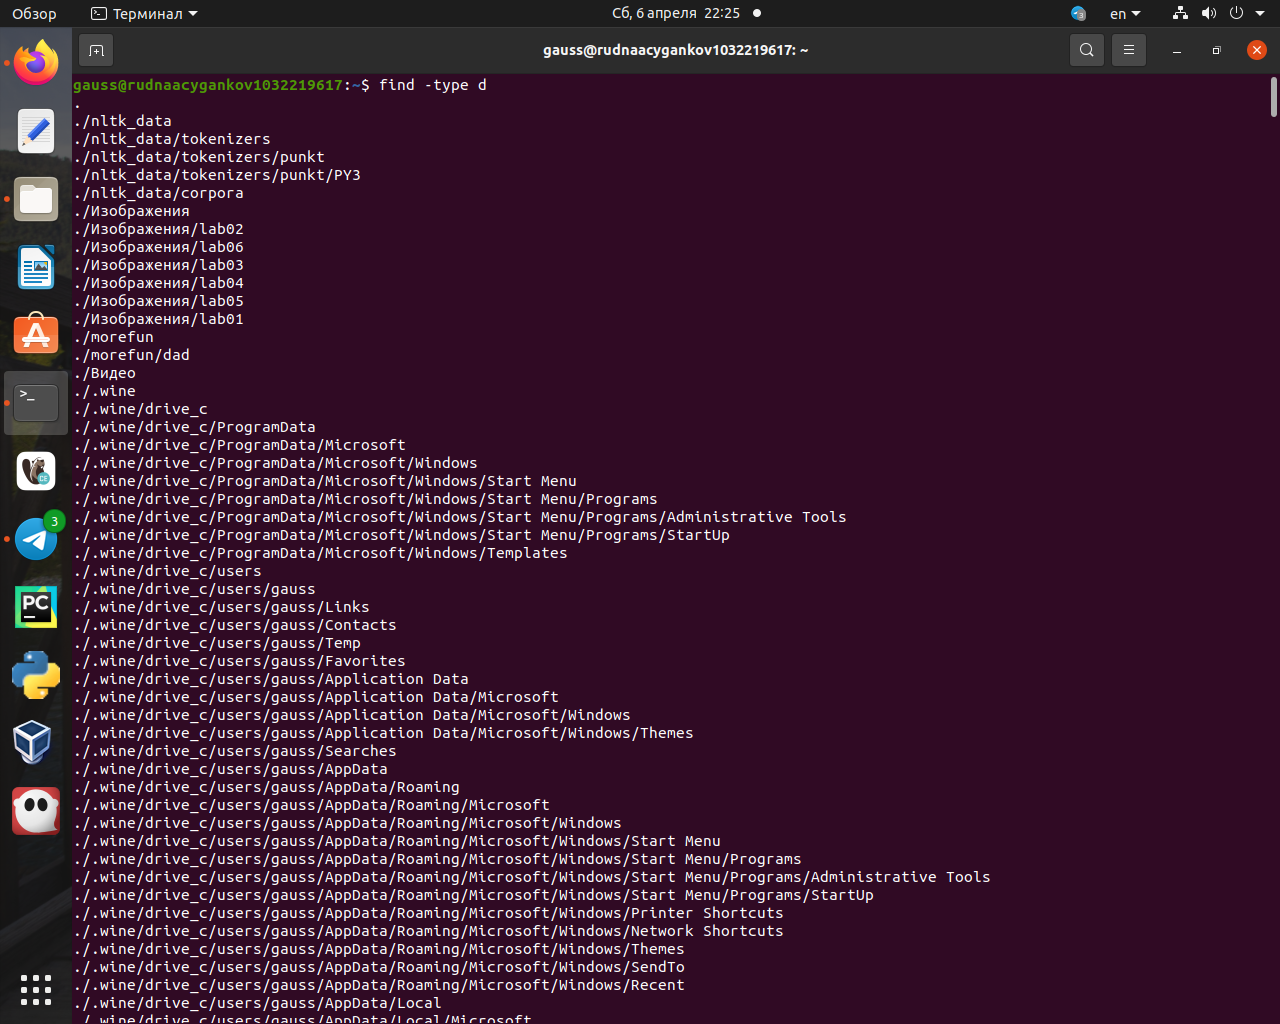 Обзор
Терминал
Сб, 6 апреля 22:25
3
en
gauss@rudnaacygankov1032219617: ~
gauss@rudnaacygankov1032219617:~$ find -type d
.
./nltk_data
./nltk_data/tokenizers
./nltk_data/tokenizers/punkt
./nltk_data/tokenizers/punkt/PY3
./nltk_data/corpora
./Изображения
./Изображения/lab02
./Изображения/lab06
./Изображения/lab03
./Изображения/lab04
./Изображения/lab05
./Изображения/lab01
./morefun
./morefun/dad
./Видео
./.wine
./.wine/drive_c
./.wine/drive_c/ProgramData
./.wine/drive_c/ProgramData/Microsoft
./.wine/drive_c/ProgramData/Microsoft/Windows
./.wine/drive_c/ProgramData/Microsoft/Windows/Start Menu
./.wine/drive_c/ProgramData/Microsoft/Windows/Start Menu/Programs
./.wine/drive_c/ProgramData/Microsoft/Windows/Start Menu/Programs/Administrative Tools
./.wine/drive_c/ProgramData/Microsoft/Windows/Start Menu/Programs/StartUp
./.wine/drive_c/ProgramData/Microsoft/Windows/Templates
./.wine/drive_c/users
./.wine/drive_c/users/gauss
./.wine/drive_c/users/gauss/Links
./.wine/drive_c/users/gauss/Contacts
./.wine/drive_c/users/gauss/Temp
./.wine/drive_c/users/gauss/Favorites
./.wine/drive_c/users/gauss/Application Data
./.wine/drive_c/users/gauss/Application Data/Microsoft
./.wine/drive_c/users/gauss/Application Data/Microsoft/Windows
./.wine/drive_c/users/gauss/Application Data/Microsoft/Windows/Themes
./.wine/drive_c/users/gauss/Searches
./.wine/drive_c/users/gauss/AppData
./.wine/drive_c/users/gauss/AppData/Roaming
./.wine/drive_c/users/gauss/AppData/Roaming/Microsoft
./.wine/drive_c/users/gauss/AppData/Roaming/Microsoft/Windows
./.wine/drive_c/users/gauss/AppData/Roaming/Microsoft/Windows/Start Menu
./.wine/drive_c/users/gauss/AppData/Roaming/Microsoft/Windows/Start Menu/Programs
./.wine/drive_c/users/gauss/AppData/Roaming/Microsoft/Windows/Start Menu/Programs/Administrative Tools
./.wine/drive_c/users/gauss/AppData/Roaming/Microsoft/Windows/Start Menu/Programs/StartUp
./.wine/drive_c/users/gauss/AppData/Roaming/Microsoft/Windows/Printer Shortcuts
./.wine/drive_c/users/gauss/AppData/Roaming/Microsoft/Windows/Network Shortcuts
./.wine/drive_c/users/gauss/AppData/Roaming/Microsoft/Windows/Themes
./.wine/drive_c/users/gauss/AppData/Roaming/Microsoft/Windows/SendTo
./.wine/drive_c/users/gauss/AppData/Roaming/Microsoft/Windows/Recent
./.wine/drive_c/users/gauss/AppData/Local
./.wine/drive_c/users/gauss/AppData/Local/Microsoft
>_
CE
3
PC